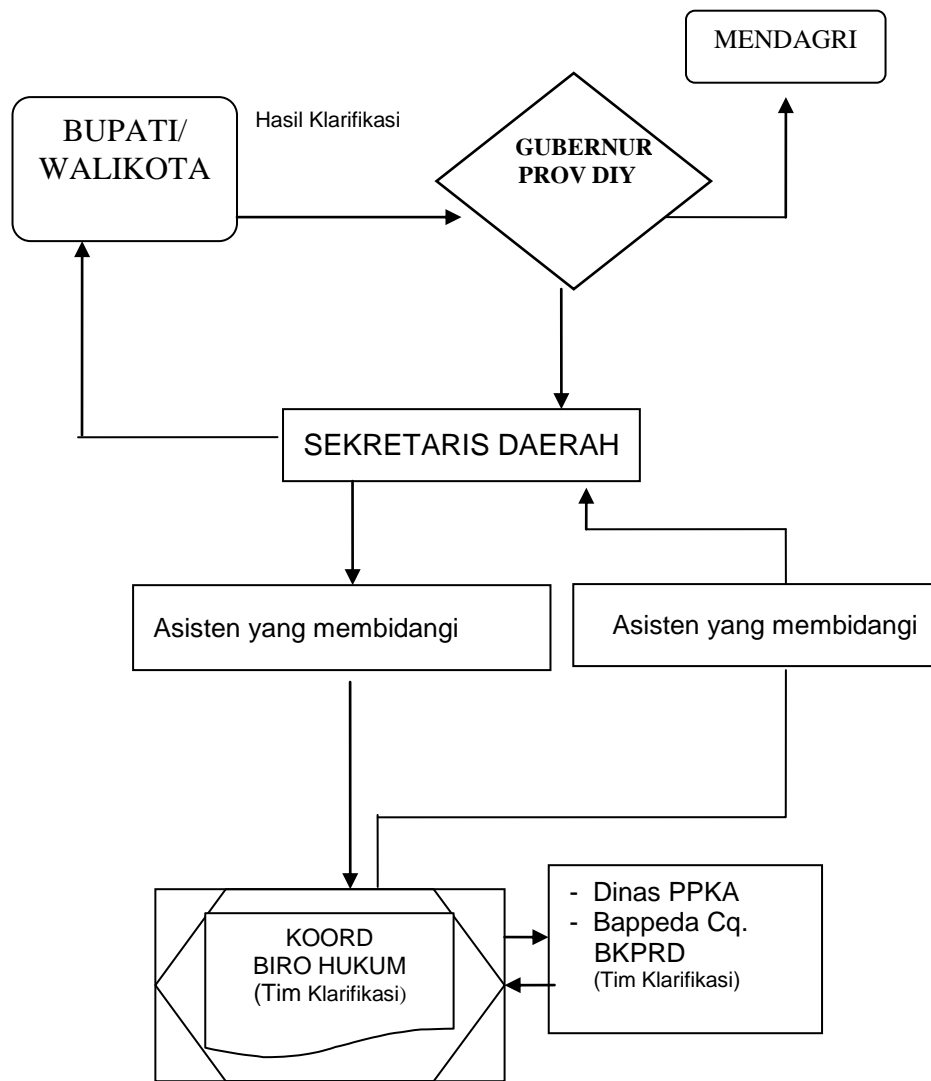 MENDAGRI
BUPATI/
WALIKOTA
Hasil Klarifikasi
GUBERNUR
PROV DIY
SEKRETARIS DAERAH
Asisten yang membidangi
Asisten yang membidangi
KOORD
BIRO HUKUM
(Tim Klarifikasi)
- Dinas PPKA
- Bappeda Cq.
BKPRD
(Tim Klarifikasi)